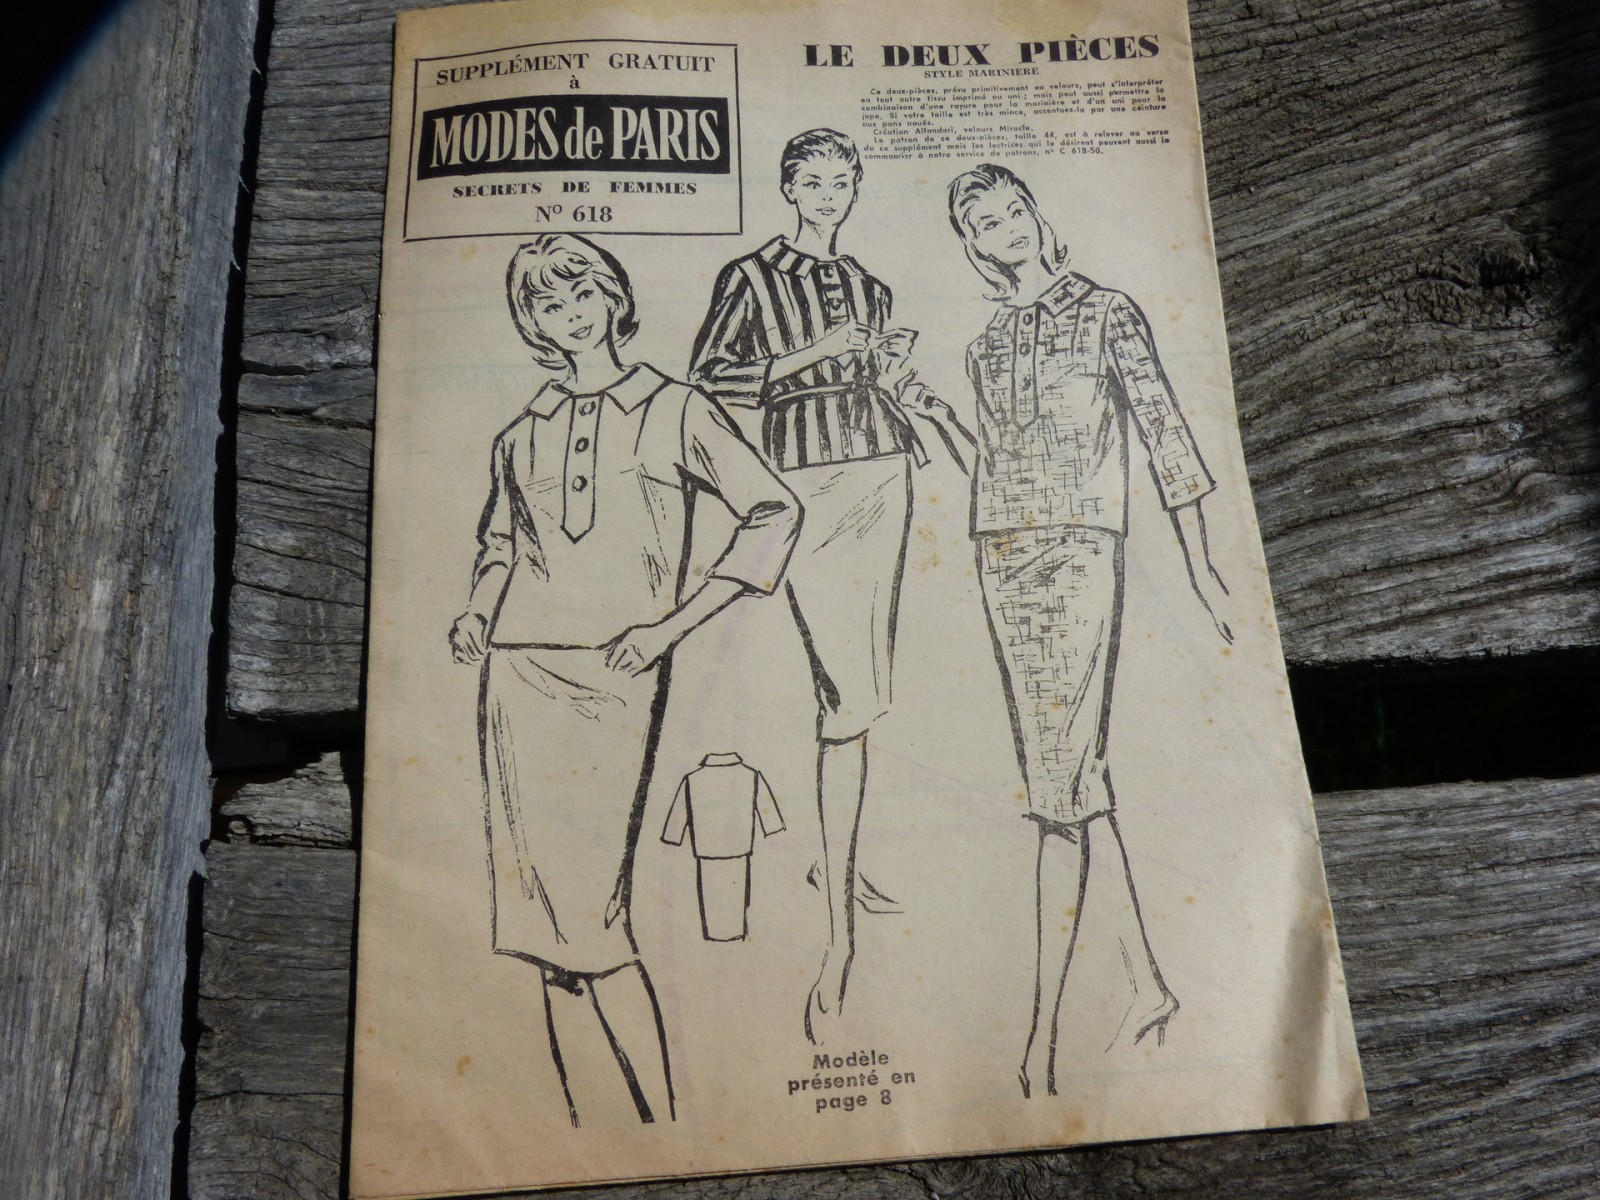 SUPPLÉMENT GRATUIT
à
MODES de PARIS
SECRETS DE FEMMES
Nº 618
LE DEUX PIÈCES
STYLE MARINIERE
Ce deux-pièces, prévu primitivement en velours, peut s'interpréter
en tout autre tissu imprimé ou uni ; mais peut aussi permettre la
combinaison d'une rayure pour la marinière et d'un uni pour la
jupe. Si votre taille est très mince, accentuez-la par une ceinture
aux pans noués.
Création Alfandari, velours Miracle.
Le patron de ce deux-pièces, taille 44, est à relever au verso
de ce supplément mais les lectrices qui le désirent peuvent aussi le
commander à notre service de patrons, nº C 618-50.
Modèle
présenté en
page 8